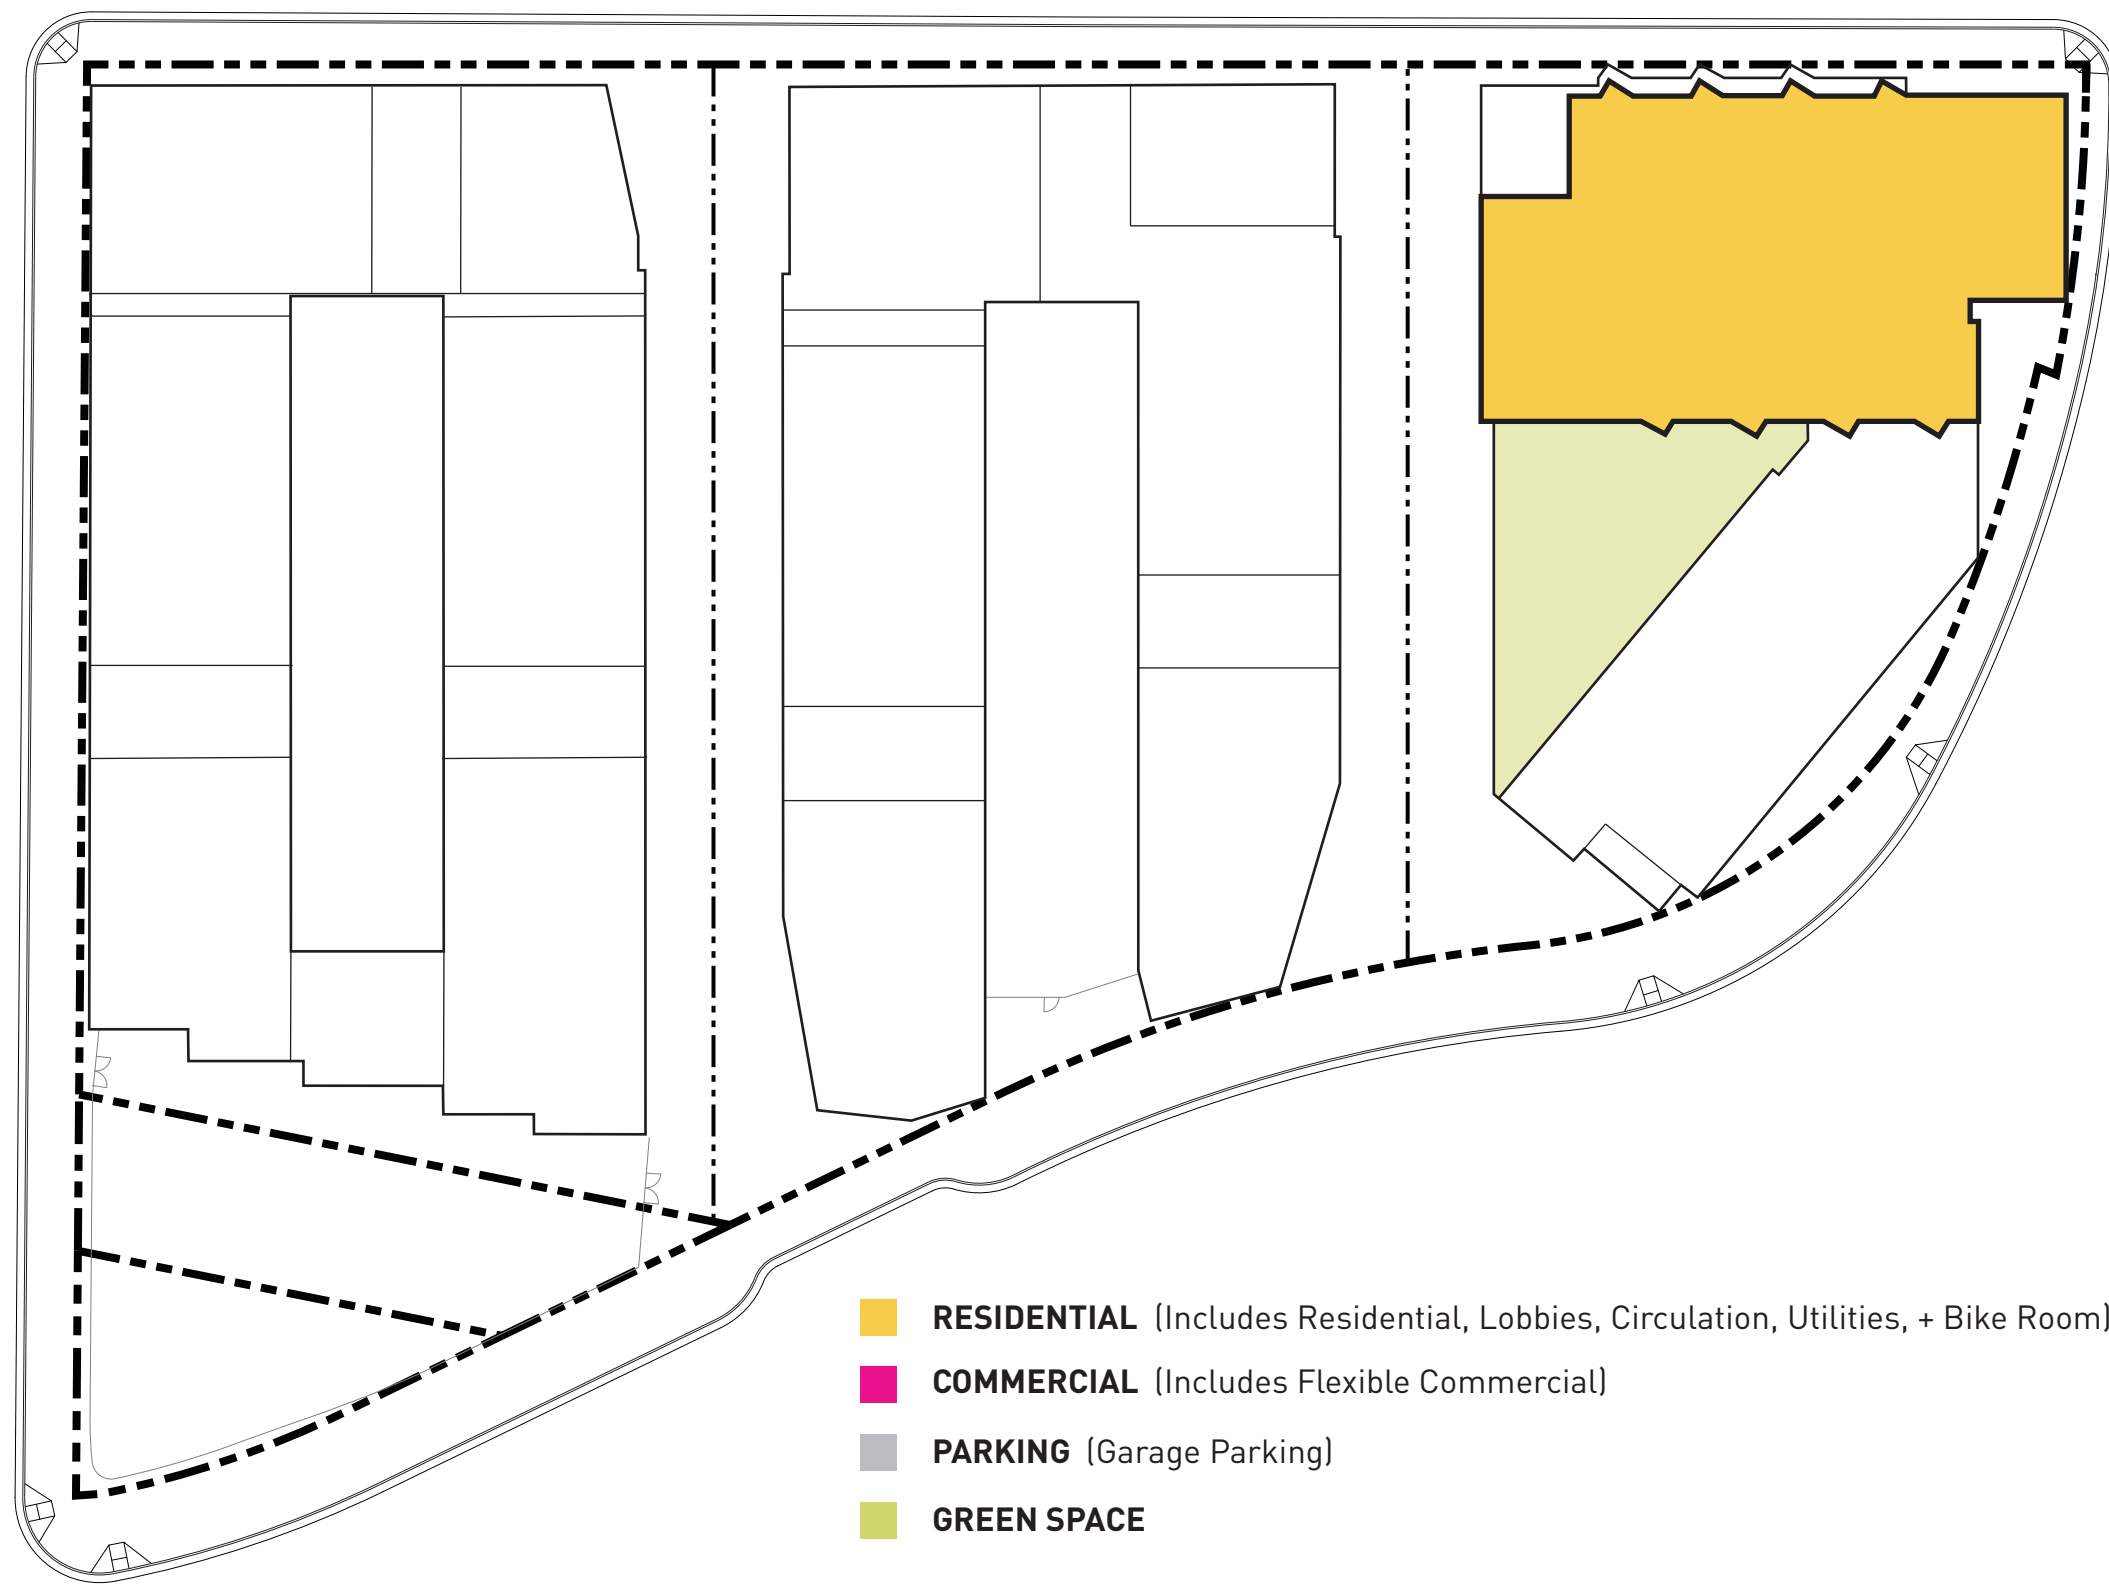 RESIDENTIAL (Includes Residential, Lobbies, Circulation, Utilities, + Bike Room)
COMMERCIAL (Includes Flexible Commercial)
PARKING (Garage Parking)
GREEN SPACE